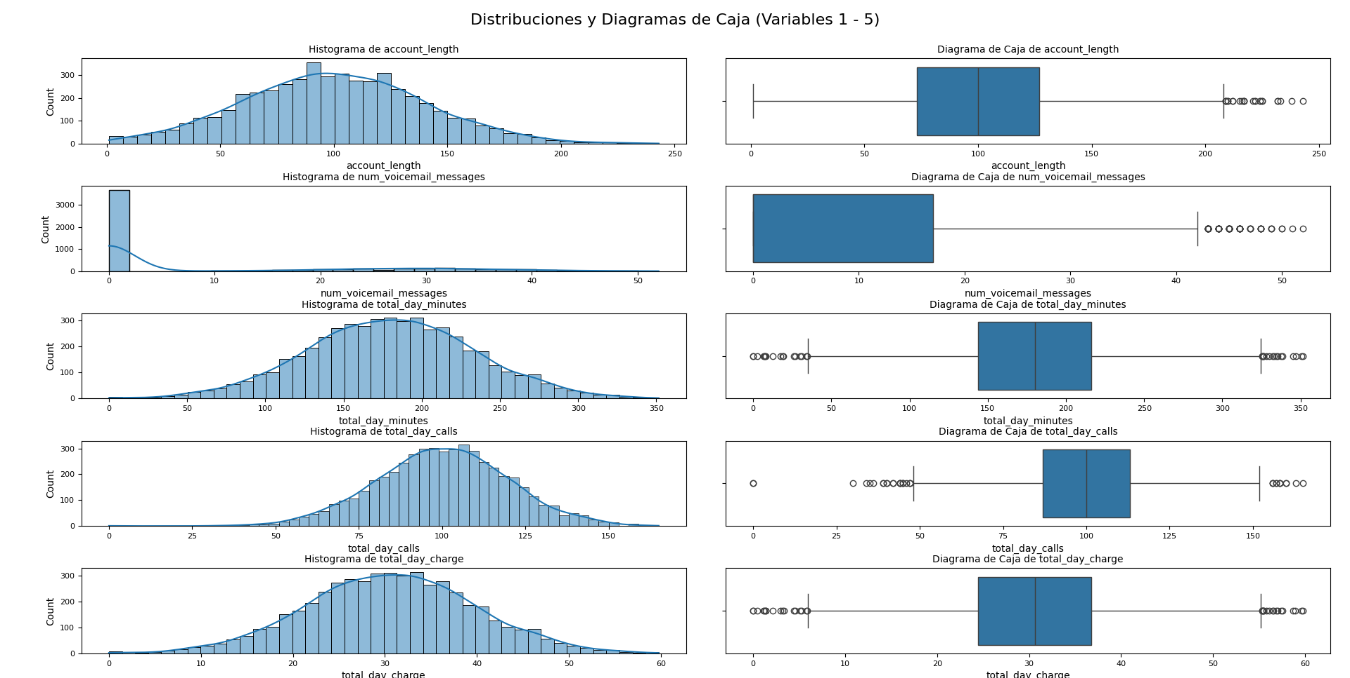 Distribuciones y Diagramas de Caja (Variables 1 - 5)
Histograma de account_length
Count
300
200
100
0
0 50 100 150 200 250
account_length
Diagrama de Caja de account_length
0 50 100 150 200 250
account_length
Histograma de num_voicemail_messages
Count
3000
2000
1000
0
0 10 20 30 40 50
num_voicemail_messages
Diagrama de Caja de num_voicemail_messages
0 10 20 30 40 50
num_voicemail_messages
Histograma de total_day_minutes
Count
300
200
100
0
0 50 100 150 200 250 300 350
total_day_minutes
Diagrama de Caja de total_day_minutes
0 50 100 150 200 250 300 350
total_day_minutes
Histograma de total_day_calls
Count
300
200
100
0
0 25 50 75 100 125 150
total_day_calls
Diagrama de Caja de total_day_calls
0 25 50 75 100 125 150
total_day_calls
Histograma de total_day_charge
Count
300
200
100
0
0 10 20 30 40 50 60
total_day_charge
Diagrama de Caja de total_day_charge
0 10 20 30 40 50 60
total_day_charge